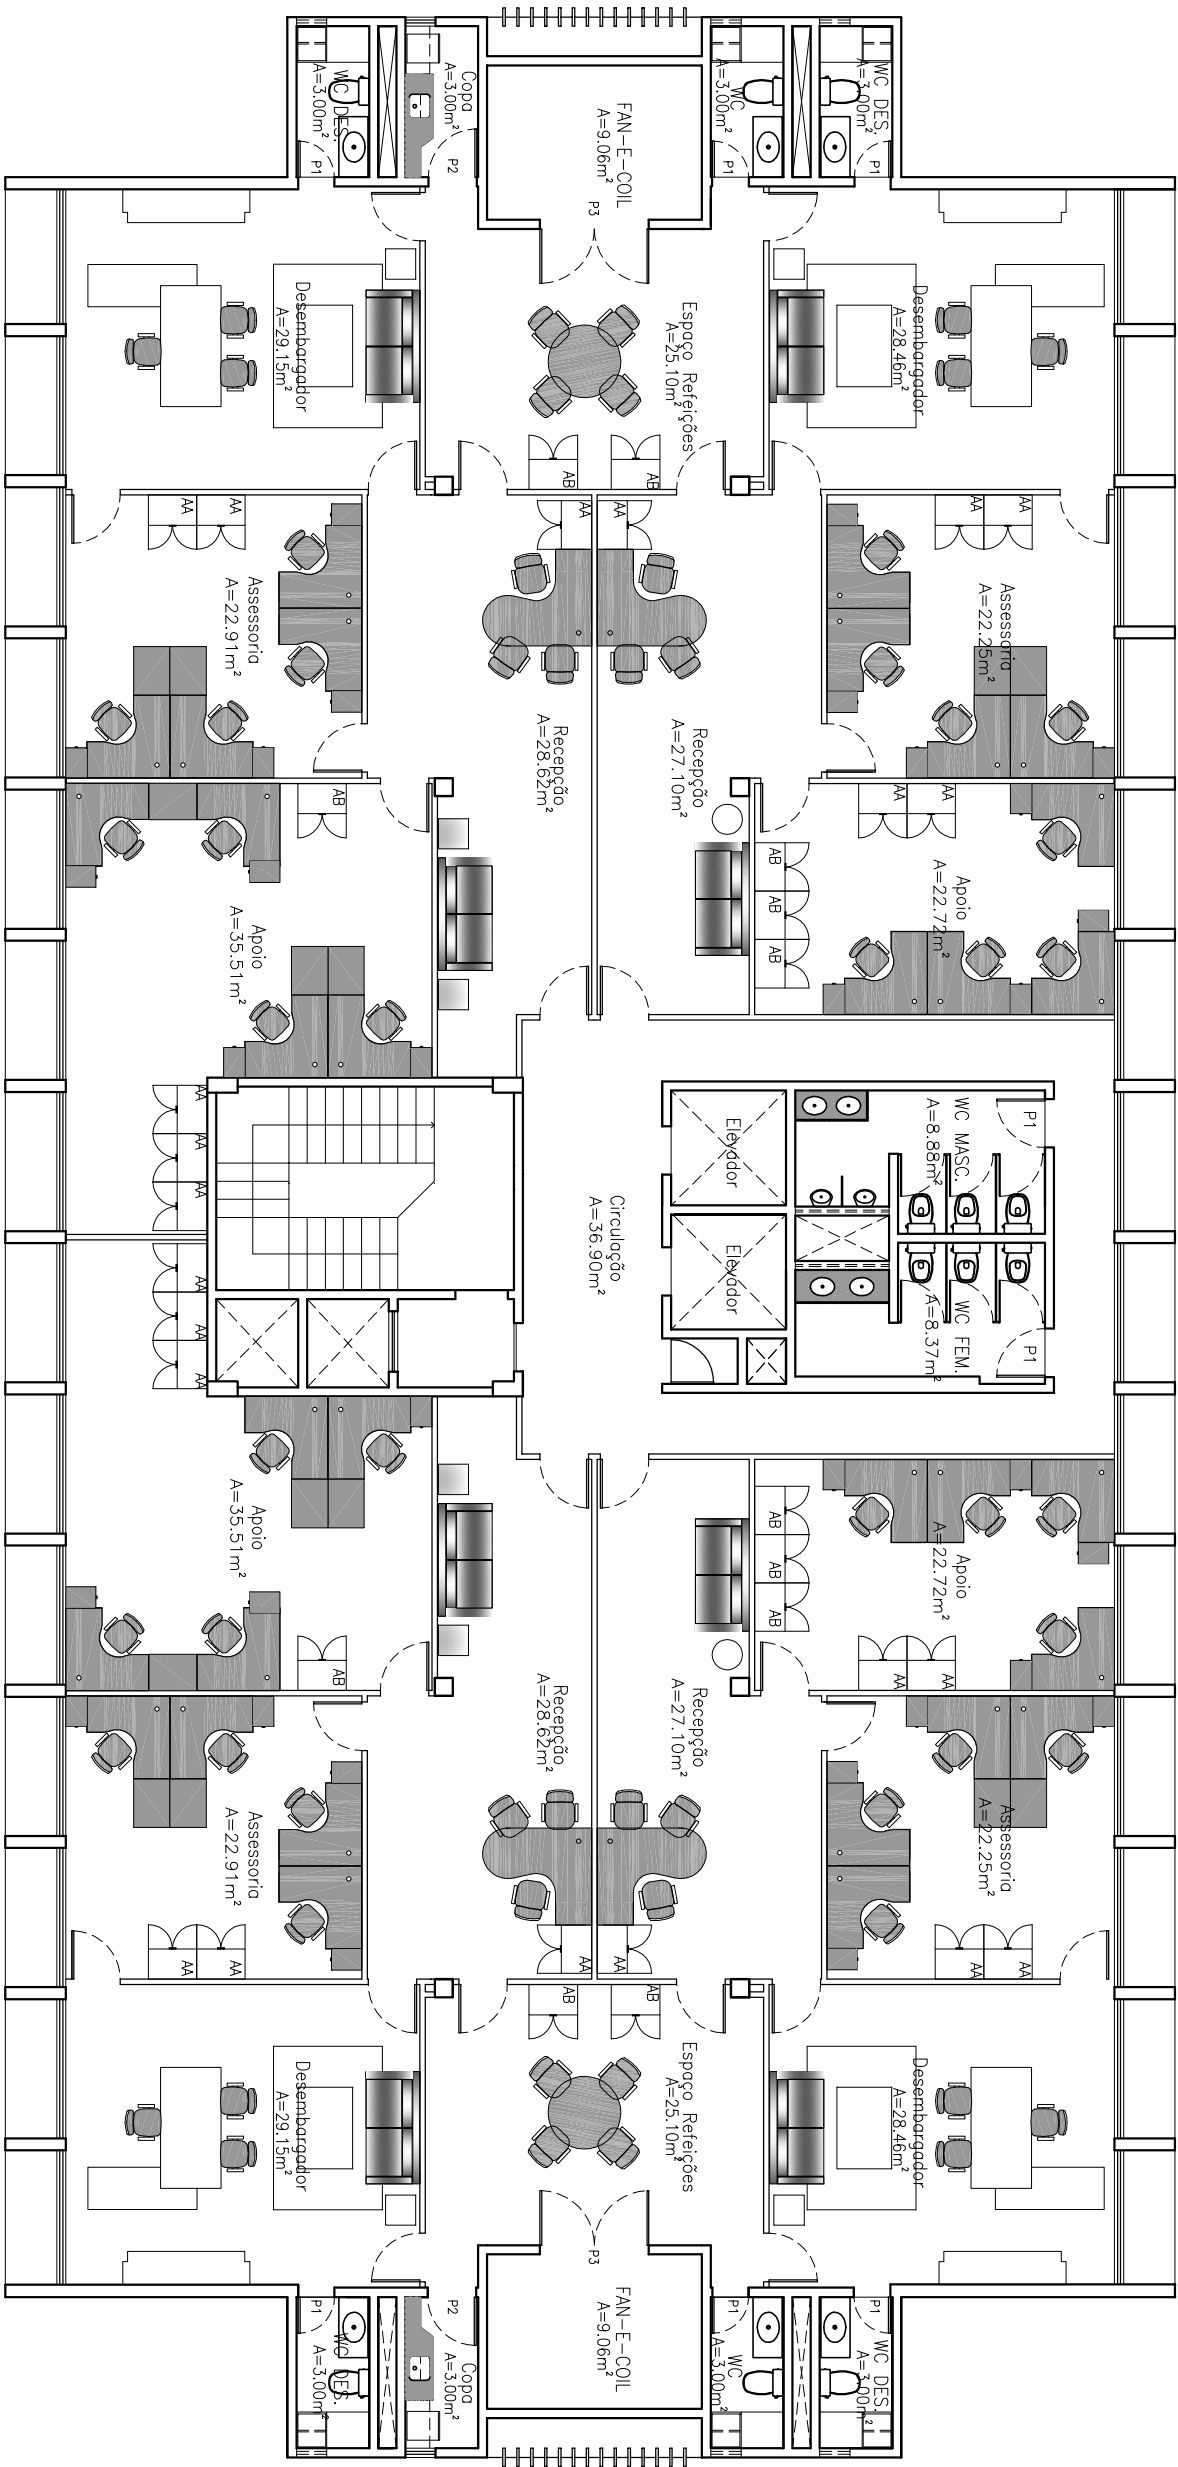 WC DES.
A=3.00m²
P1
Copa
A=3.00m²
P2
FAN-E-COIL
A=9.06m²
P3
WC
A=3.00m²
P1
WC DES.
A=3.00m²
P1
Desembargador
A=29.15m²
Espaço Refeições
A=25.10m²
Desembargador
A=28.46m²
AB
AB
AA
AA
AA
AA
AA
AA
Assessoria
A=22.91m²
Assessoria
A=22.25m²
Recepção
A=28.62m²
Recepção
A=27.10m²
AB
AA
AA
AB
AB
AB
Apoio
A=35.51m²
Apoio
A=22.72m²
AA
AA
AA
Elevador
WC MASC.
A=8.88m²
P1
Circulação
A=36.90m²
Elevador
WC FEM.
A=8.37m²
P1
AA
AA
AA
Apoio
A=35.51m²
Apoio
A=22.72m²
AB
AB
AB
AB
AA
AA
Recepção
A=28.62m²
Recepção
A=27.10m²
Assessoria
A=22.91m²
Assessoria
A=22.25m²
AA
AA
AA
AA
AA
AA
AB
AB
Desembargador
A=29.15m²
Espaço Refeições
A=25.10m²
Desembargador
A=28.46m²
P3
FAN-E-COIL
A=9.06m²
P1
WC DES.
A=3.00m²
P2
Copa
A=3.00m²
P1
WC
A=3.00m²
P1
WC DES.
A=3.00m²